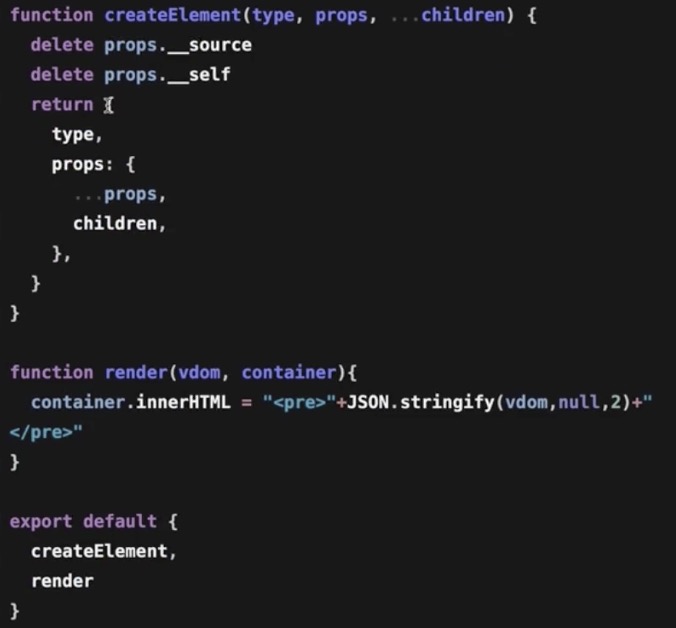 function createElement(type, props, ...children) {
  delete props.__source
  delete props.__self
  return {
    type,
    props: {
      ...props,
      children,
    },
  }
}

function render(vdom, container){
  container.innerHTML = "<pre>"+JSON.stringify(vdom,null,2)+"
</pre>"
}

export default {
  createElement,
  render
}